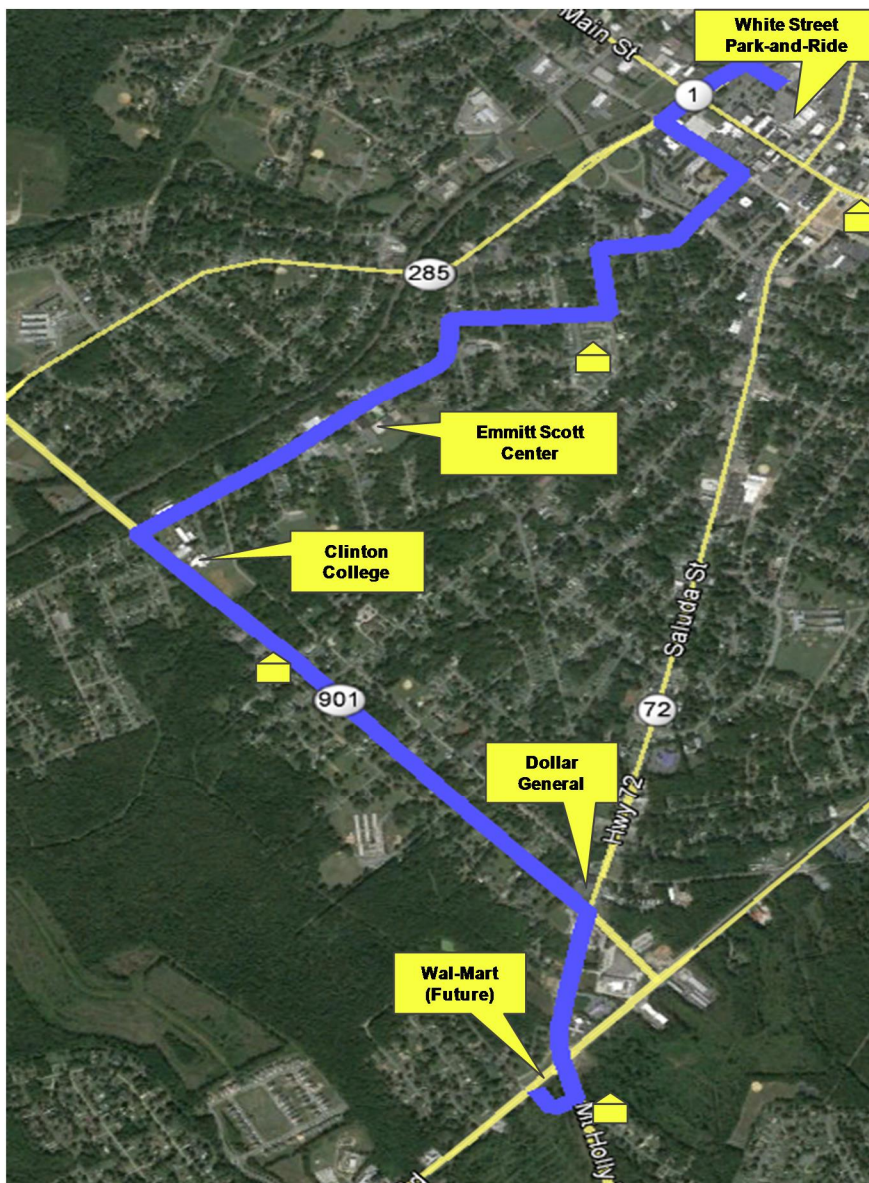 Main St
White Street
Park-and-Ride
1
285
Emmitt Scott
Center
Clinton
College
Saluda St
901
72
Dollar
General
Hwy 72
Wal-Mart
(Future)
Mt Holly